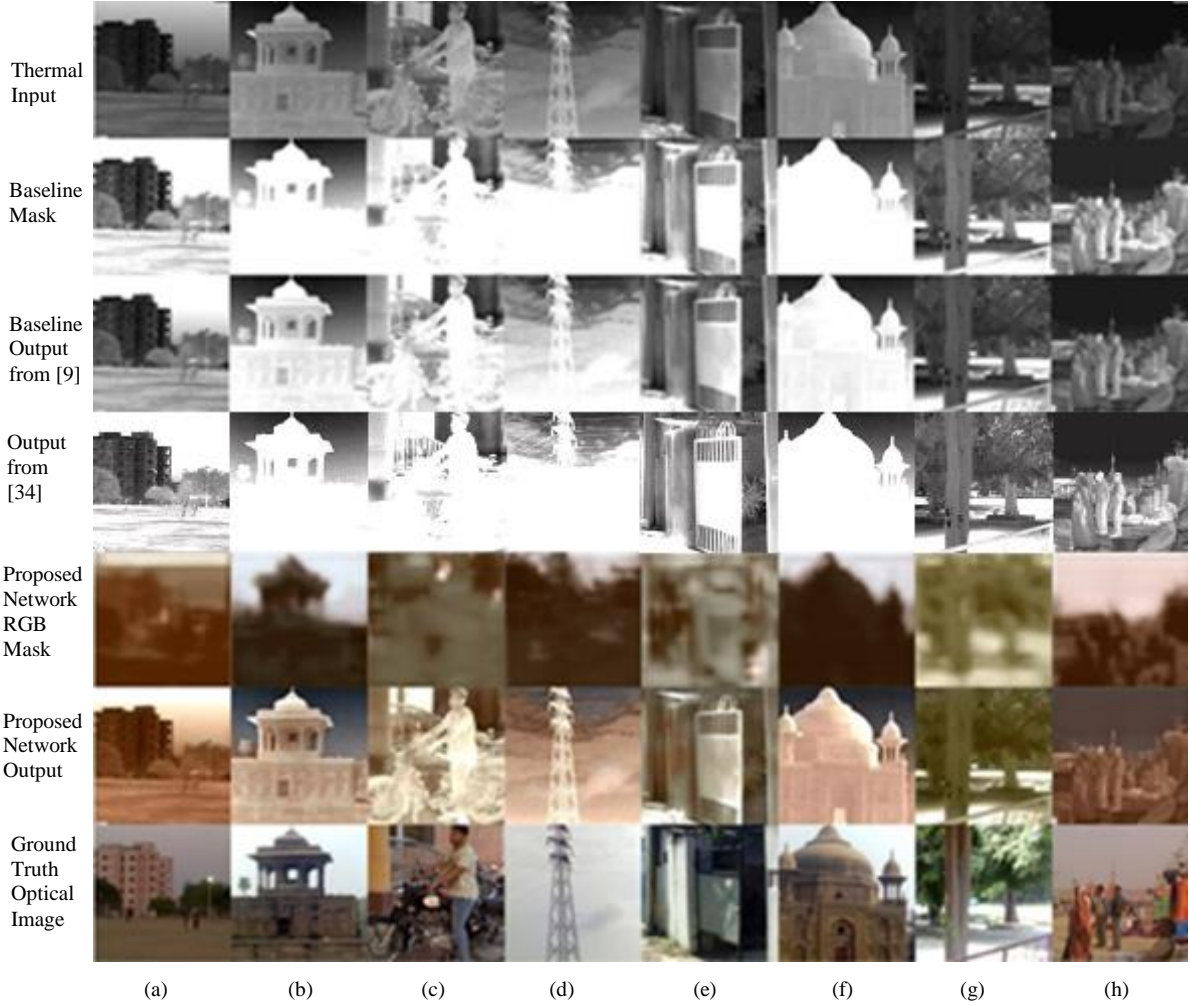 Thermal
Input
Baseline
Mask
Baseline
Output
from [9]
Output
from
[34]
Proposed
Network
RGB
Mask
Proposed
Network
Output
Ground
Truth
Optical
Image
(a) (b) (c) (d) (e) (f) (g) (h)